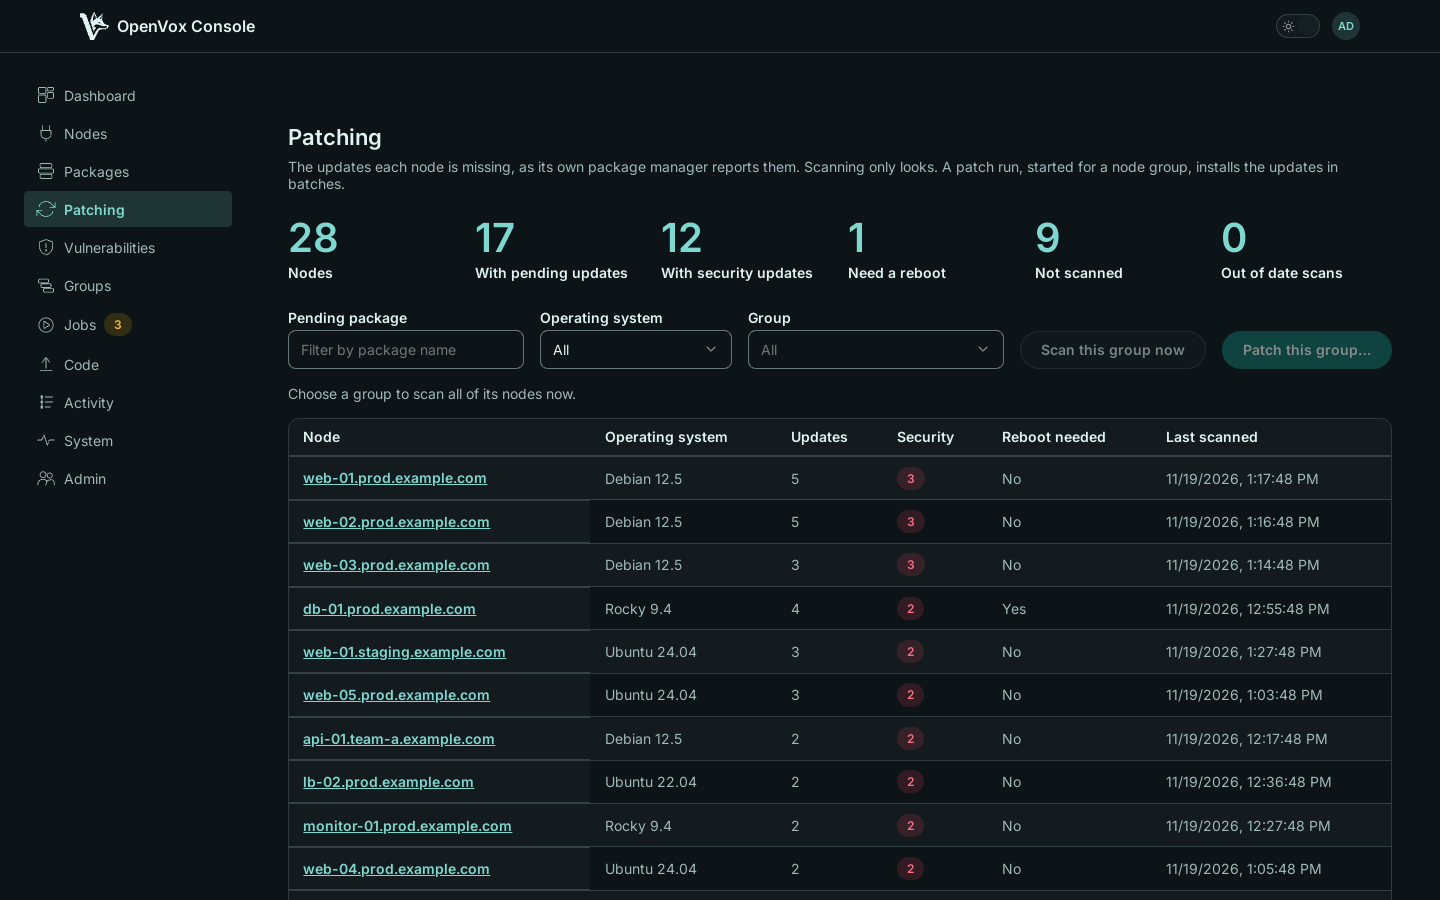 OpenVox Console
AD
Dashboard
Nodes
Packages
Patching
Vulnerabilities
Groups
Jobs 3
Code
Activity
System
Admin
Patching
The updates each node is missing, as its own package manager reports them. Scanning only looks. A patch run, started for a node group, installs the updates in
batches.
28 17 12 1 9 0
Nodes With pending updates With security updates Need a reboot Not scanned Out of date scans
Pending package Operating system Group
Filter by package name All All Scan this group now Patch this group...
Choose a group to scan all of its nodes now.
Node Operating system Updates Security Reboot needed Last scanned
web-01.prod.example.com Debian 12.5 5 3 No 11/19/2026, 1:17:48 PM
web-02.prod.example.com Debian 12.5 5 3 No 11/19/2026, 1:16:48 PM
web-03.prod.example.com Debian 12.5 3 3 No 11/19/2026, 1:14:48 PM
db-01.prod.example.com Rocky 9.4 4 2 Yes 11/19/2026, 12:55:48 PM
web-01.staging.example.com Ubuntu 24.04 3 2 No 11/19/2026, 1:27:48 PM
web-05.prod.example.com Ubuntu 24.04 3 2 No 11/19/2026, 1:03:48 PM
api-01.team-a.example.com Debian 12.5 2 2 No 11/19/2026, 12:17:48 PM
lb-02.prod.example.com Ubuntu 22.04 2 2 No 11/19/2026, 12:36:48 PM
monitor-01.prod.example.com Rocky 9.4 2 2 No 11/19/2026, 12:27:48 PM
web-04.prod.example.com Ubuntu 24.04 2 2 No 11/19/2026, 1:05:48 PM